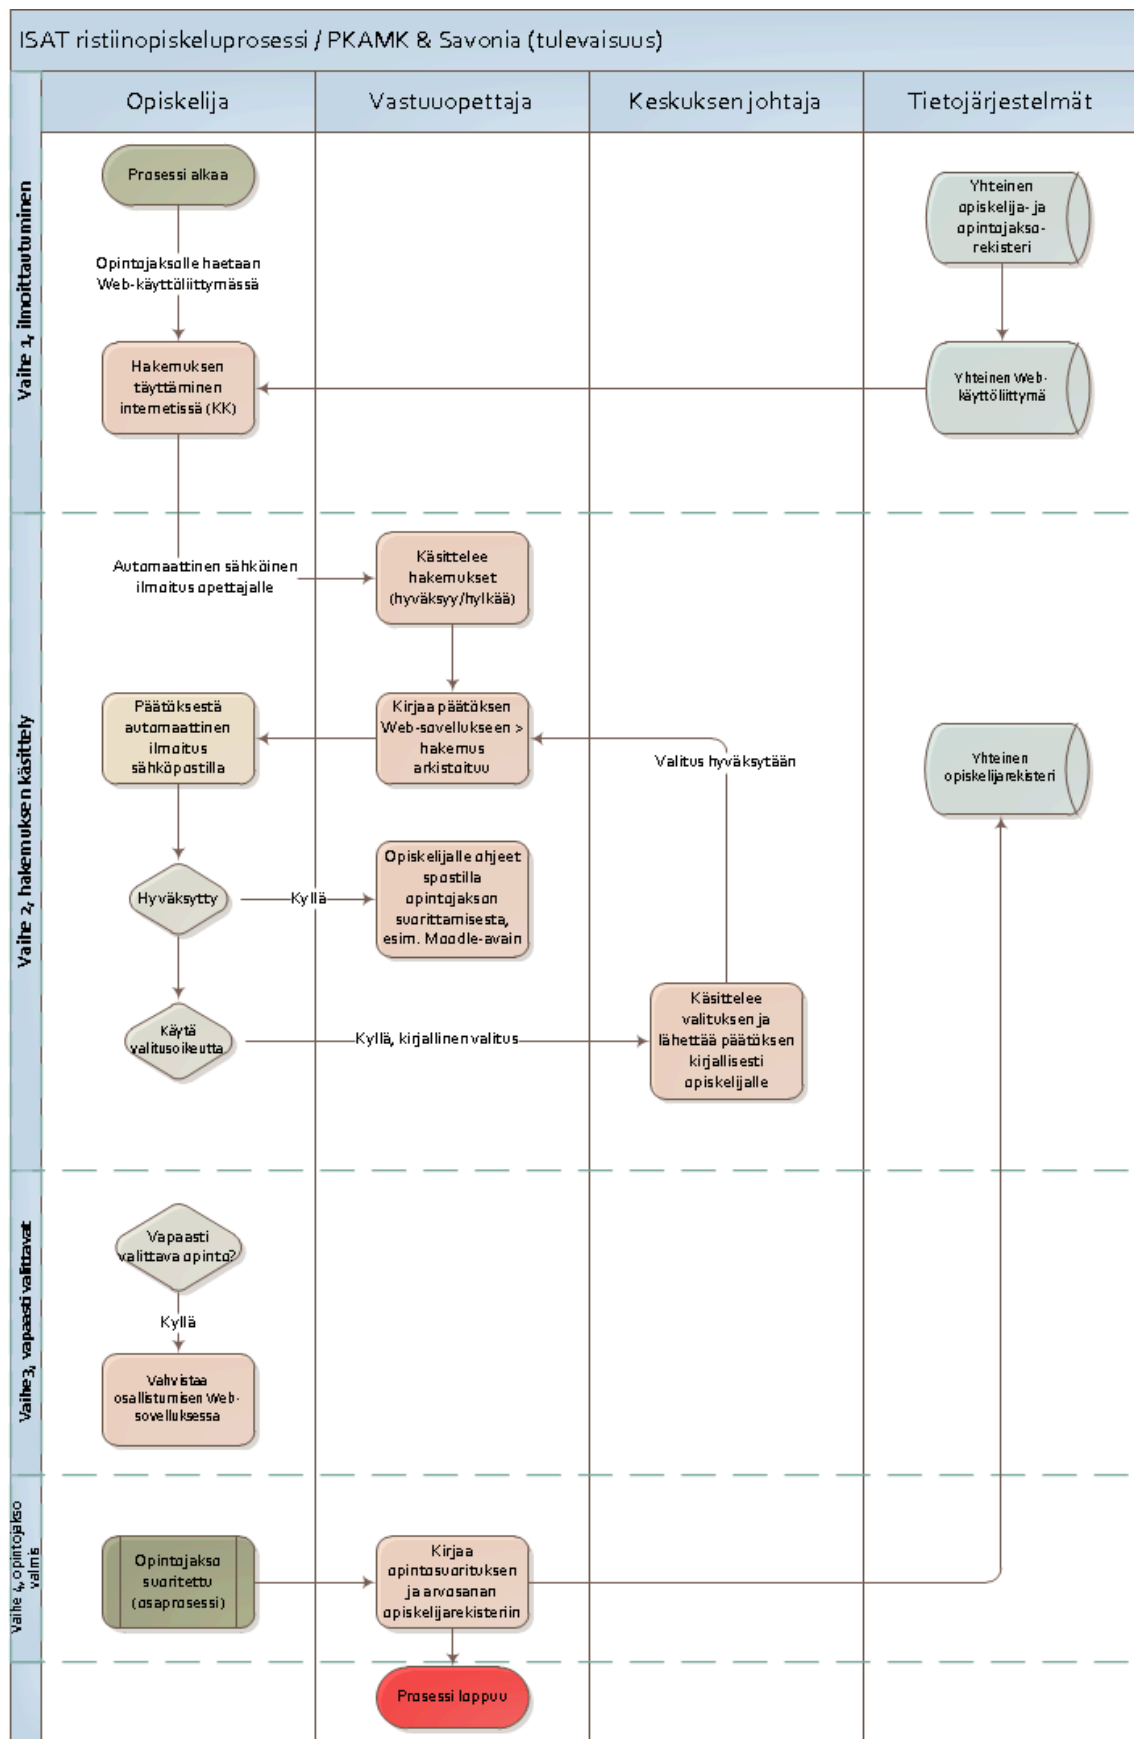 ISAT ristiinopiskeluprosessi / PKAMK & Savonia (tulevaisuus)
Opiskelija
Vastuuopettaja
Keskuksen johtaja
Tietojärjestelmät
Vaihe 1, ilmoittautuminen
Prosessi alkaa
Opintojaksolle haetaan
Web-käyttöliittymässä
Hakemuksen
täyttäminen
internetissä (KK)
Yhteinen
opiskelija- ja
opintojakso-
rekisteri
Yhteinen Web-
käyttöliittymä
Vaihe 2, hakemuksen käsittely
Automaattinen sähköinen
ilmoitus opettajalle
Käsittelee
hakemukset
(hyväksyy/hylkää)
Päätöksestä
automaattinen
ilmoitus
sähköpostilla
Kirjaa päätöksen
Web-sovellukseen >
hakemus
arkistoituu
Valitus hyväksytään
Yhteinen
opiskelijarekisteri
Hyväksytty
Kyllä
Opiskelijalle ohjeet
spostilla
opintojakson
suorittamisesta,
esim. Moodle-avain
Käytä
valitusoikeutta
Kyllä, kirjallinen valitus
Käsittelee
valituksen ja
lähettää päätöksen
kirjallisesti
opiskelijalle
Vaihe3, vapaasti valittavat
Vapaasti
valittava opinto?
Kyllä
Vahvistaa
osallistumisen Web-
sovelluksessa
Vaihe 4, opintojakso
valmis
Opintojakso
suoritettu
(osaprosessi)
Kirjaa
opintosuorituksen
ja arvosanan
opiskelijarekisteriin
Prosessi loppuu